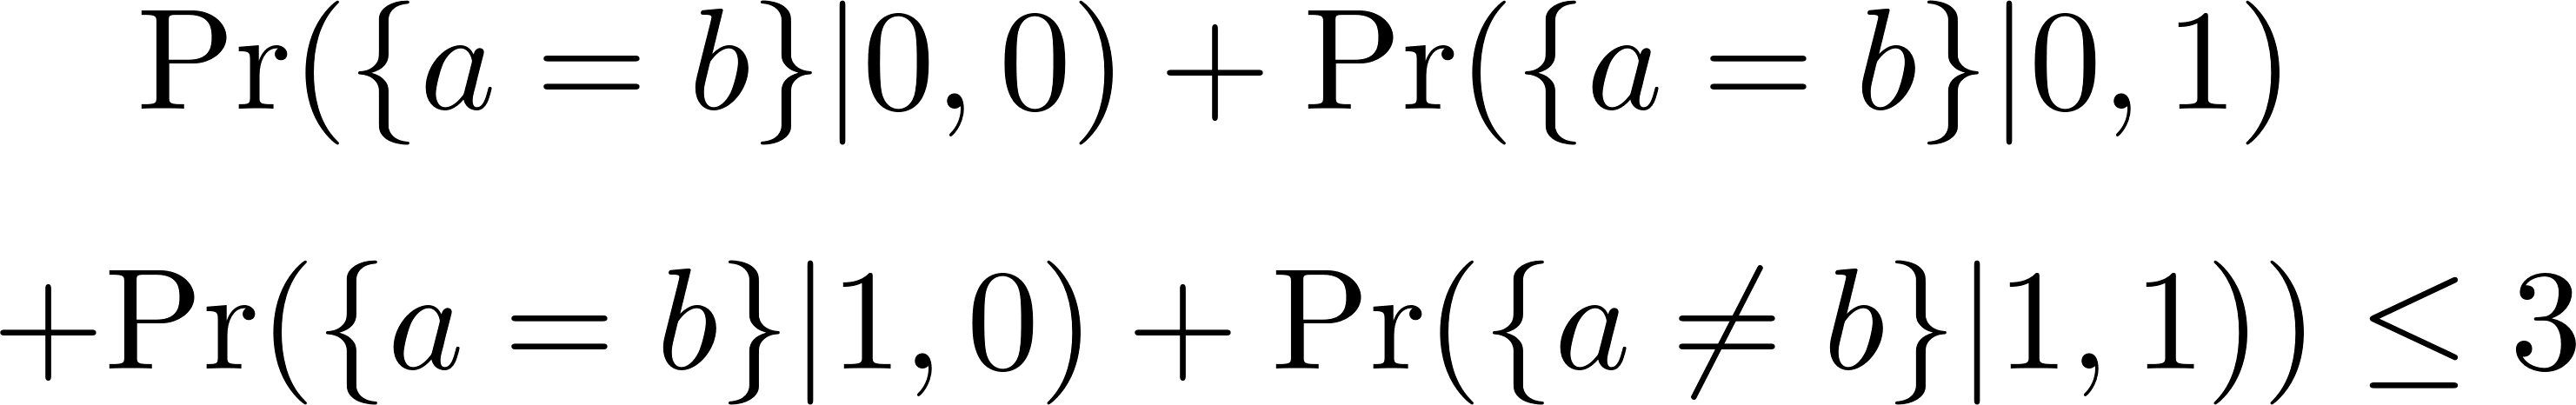 Pr({a = b}|0, 0) + Pr({a = b}|0, 1)
+Pr({a = b}|1, 0) + Pr({a ≠ b}|1, 1)) ≤ 3